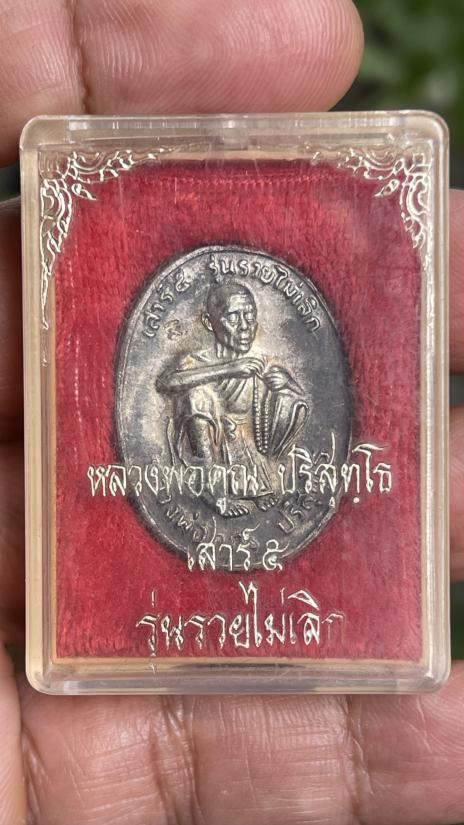 เสาร์ ๕ รุ่นรวยไม่เลิก
หลวงพ่อคูณ ปริสุทฺโธ
เสาร์ ๕
รุ่นรวยไม่เลิก